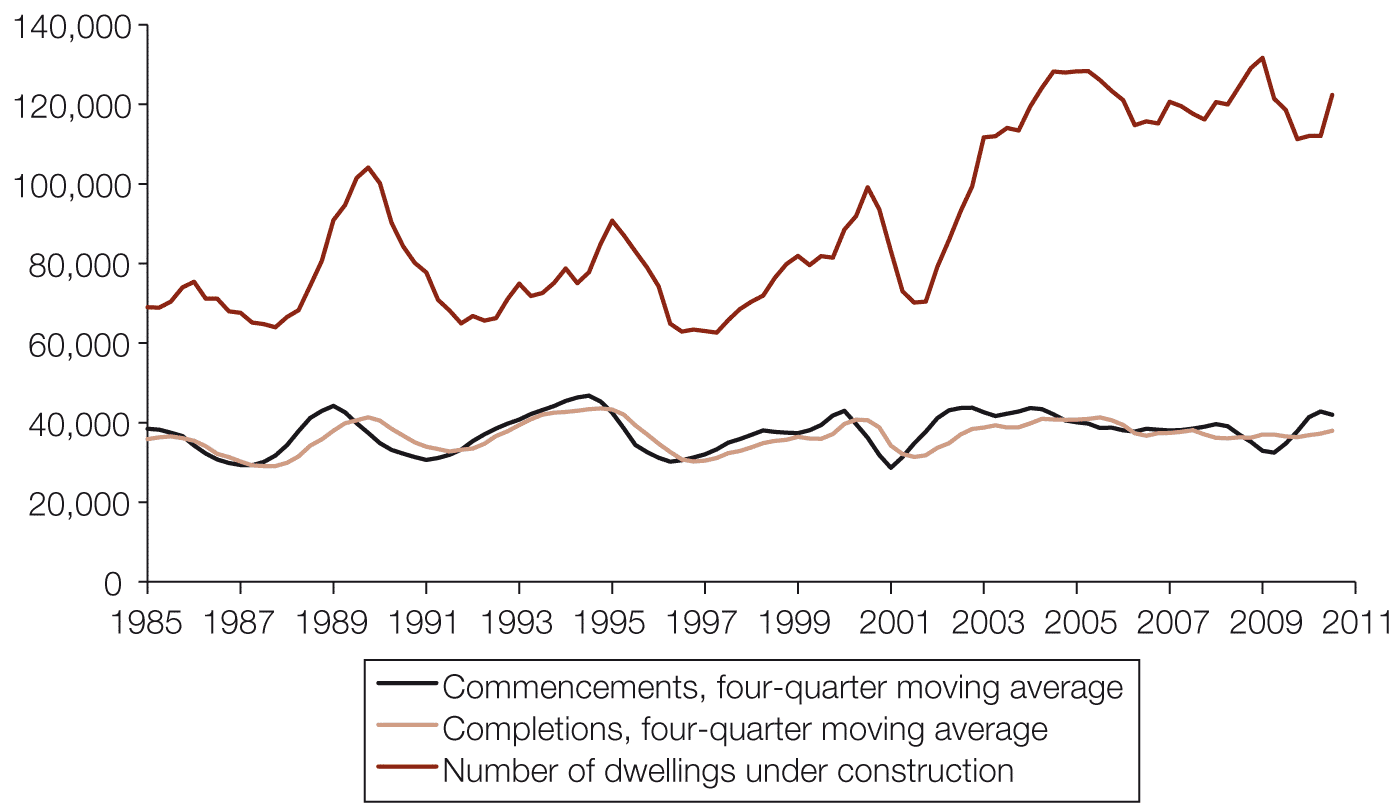 140,000
120,000
100,000
80,000
60,000
40,000
20,000
0
1985 1987 1989 1991 1993 1995 1997 1999 2001 2003 2005 2007 2009 2011
Commencements, four-quarter moving average
Completions, four-quarter moving average
Number of dwellings under construction